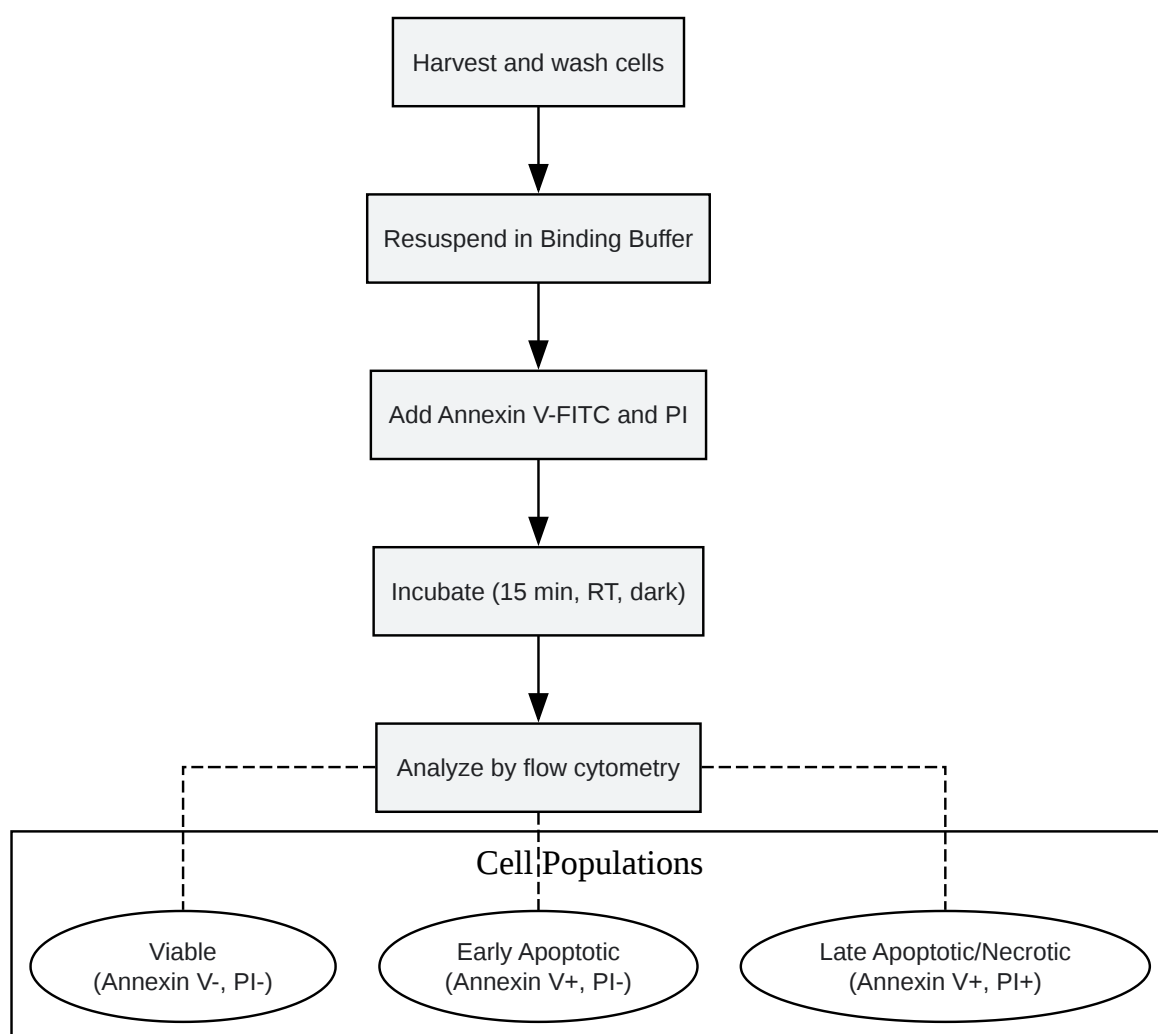 Harvest and wash cells
Resuspend in Binding Buffer
Add Annexin V-FITC and PI
Incubate (15 min, RT, dark)
Analyze by flow cytometry
Cell Populations
Viable
(Annexin V-, PI-)
Early Apoptotic
(Annexin V+, PI-)
Late Apoptotic/Necrotic
(Annexin V+, PI+)